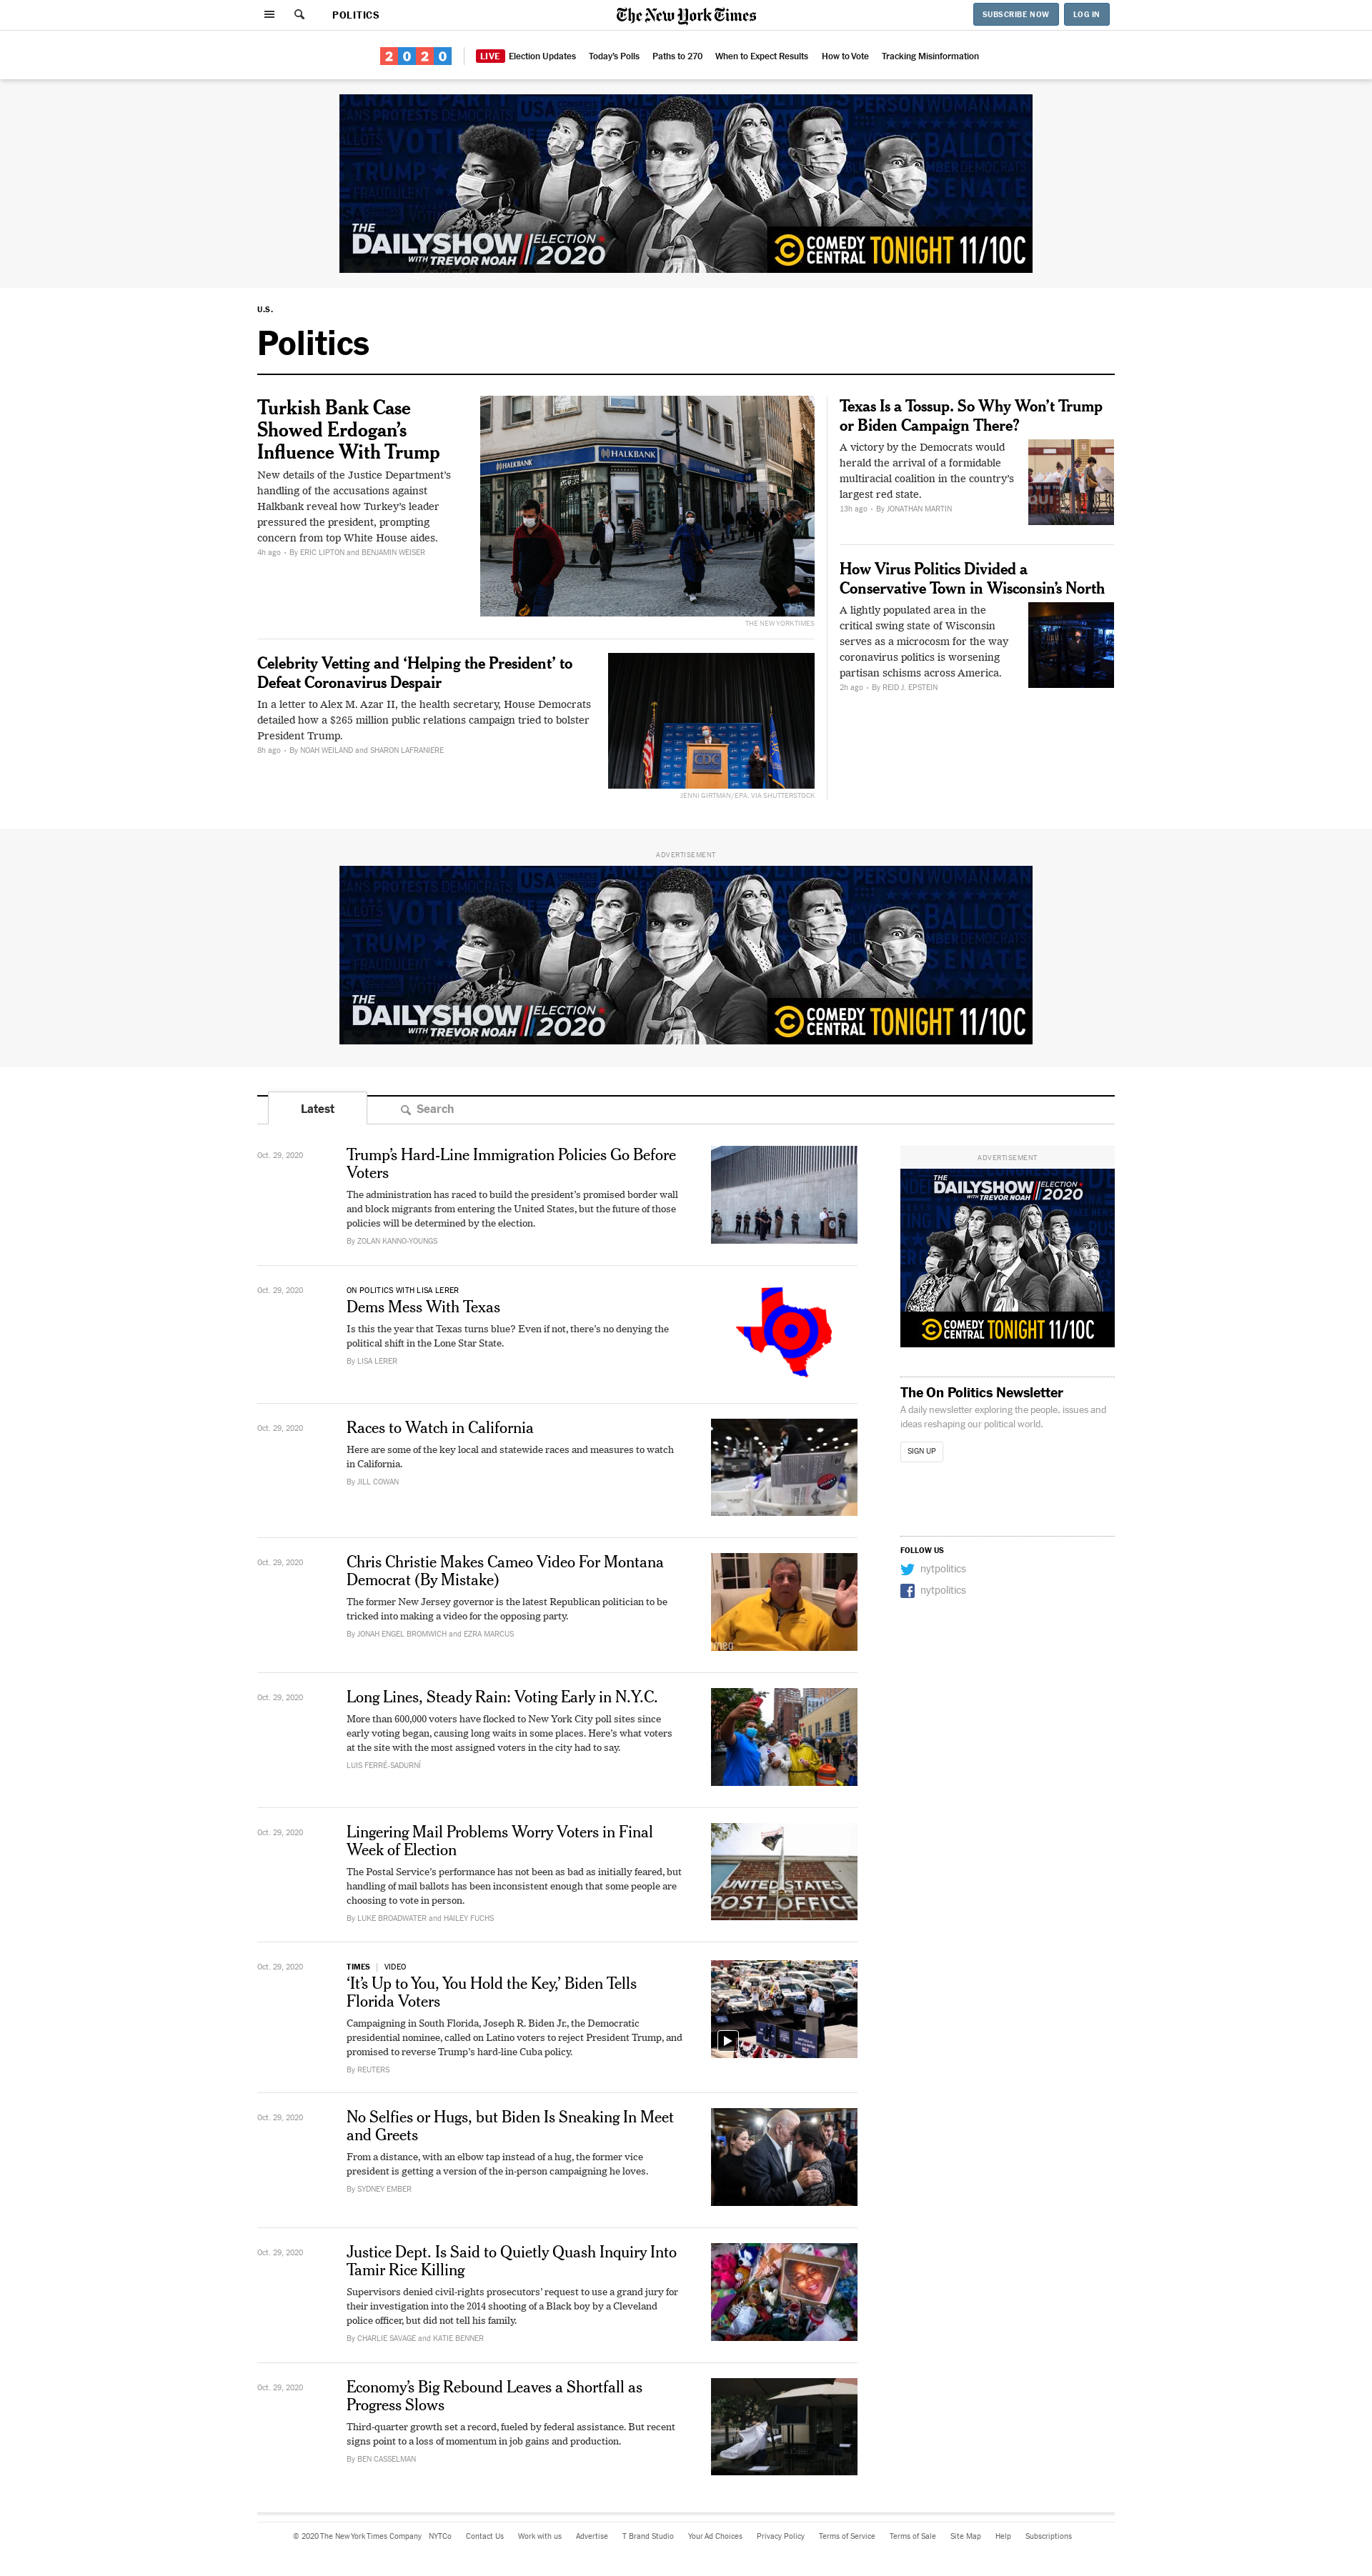 POLITICS
The New York Times
SUBSCRIBE NOW
LOG IN
2020
LIVE Election Updates Today's Polls Paths to 270 When to Expect Results How to Vote Tracking Misinformation
THE
DAILYSHOW
WITH TREVOR NOAH
ELECTION
2020
COMEDY
CENTRAL
TONIGHT 11/10C
U.S.
Politics
Turkish Bank Case
Showed Erdogan's
Influence With Trump
New details of the Justice Department's
handling of the accusations against
Halkbank reveal how Turkey's leader
pressured the president, prompting
concern from top White House aides.
4h ago • By ERIC LIPTON and BENJAMIN WEISER
HALKBANK
HALKBANK
HALKBANK
THE NEW YORK TIMES
Celebrity Vetting and ‘Helping the President’ to
Defeat Coronavirus Despair
In a letter to Alex M. Azar II, the health secretary, House Democrats
detailed how a $265 million public relations campaign tried to bolster
President Trump.
8h ago • By NOAH WEILAND and SHARON LAFRANIERE
CDC
JENNI GIRTMAN/EPA, VIA SHUTTERSTOCK
Texas Is a Tossup. So Why Won’t Trump
or Biden Campaign There?
A victory by the Democrats would
herald the arrival of a formidable
multiracial coalition in the country’s
largest red state.
13h ago • By JONATHAN MARTIN
How Virus Politics Divided a
Conservative Town in Wisconsin’s North
A lightly populated area in the
critical swing state of Wisconsin
serves as a microcosm for the way
coronavirus politics is worsening
partisan schisms across America.
2h ago • By REID J. EPSTEIN
ADVERTISEMENT
THE
DAILYSHOW
WITH TREVOR NOAH
ELECTION
2020
COMEDY
CENTRAL
TONIGHT 11/10C
Latest
Search
Oct. 29, 2020
Trump’s Hard-Line Immigration Policies Go Before
Voters
The administration has raced to build the president’s promised border wall
and block migrants from entering the United States, but the future of those
policies will be determined by the election.
By ZOLAN KANNO-YOUNGS
Oct. 29, 2020
ON POLITICS WITH LISA LERER
Dems Mess With Texas
Is this the year that Texas turns blue? Even if not, there’s no denying the
political shift in the Lone Star State.
By LISA LERER
Oct. 29, 2020
Races to Watch in California
Here are some of the key local and statewide races and measures to watch
in California.
By JILL COWAN
Oct. 29, 2020
Chris Christie Makes Cameo Video For Montana
Democrat (By Mistake)
The former New Jersey governor is the latest Republican politician to be
tricked into making a video for the opposing party.
By JONAH ENGEL BROMWICH and EZRA MARCUS
Oct. 29, 2020
Long Lines, Steady Rain: Voting Early in N.Y.C.
More than 600,000 voters have flocked to New York City poll sites since
early voting began, causing long waits in some places. Here’s what voters
at the site with the most assigned voters in the city had to say.
LUIS FERRÉ-SADURNÍ
Oct. 29, 2020
Lingering Mail Problems Worry Voters in Final
Week of Election
The Postal Service’s performance has not been as bad as initially feared, but
handling of mail ballots has been inconsistent enough that some people are
choosing to vote in person.
By LUKE BROADWATER and HAILEY FUCHS
UNITED STATES
POST OFFICE
Oct. 29, 2020
TIMES | VIDEO
‘It’s Up to You, You Hold the Key,’ Biden Tells
Florida Voters
Campaigning in South Florida, Joseph R. Biden Jr., the Democratic
presidential nominee, called on Latino voters to reject President Trump, and
promised to reverse Trump’s hard-line Cuba policy.
By REUTERS
Oct. 29, 2020
No Selfies or Hugs, but Biden Is Sneaking In Meet
and Greets
From a distance, with an elbow tap instead of a hug, the former vice
president is getting a version of the in-person campaigning he loves.
By SYDNEY EMBER
Oct. 29, 2020
Justice Dept. Is Said to Quietly Quash Inquiry Into
Tamir Rice Killing
Supervisors denied civil-rights prosecutors’ request to use a grand jury for
their investigation into the 2014 shooting of a Black boy by a Cleveland
police officer, but did not tell his family.
By CHARLIE SAVAGE and KATIE BENNER
Oct. 29, 2020
Economy’s Big Rebound Leaves a Shortfall as
Progress Slows
Third-quarter growth set a record, fueled by federal assistance. But recent
signs point to a loss of momentum in job gains and production.
By BEN CASSELMAN
ADVERTISEMENT
THE
DAILYSHOW
WITH TREVOR NOAH
ELECTION
2020
COMEDY
CENTRAL
TONIGHT 11/10C
The On Politics Newsletter
A daily newsletter exploring the people, issues and
ideas reshaping our political world.
SIGN UP
FOLLOW US
nytpolitics
nytpolitics
© 2020 The New York Times Company NYTCo Contact Us Work with us Advertise T Brand Studio Your Ad Choices Privacy Policy Terms of Service Terms of Sale Site Map Help Subscriptions